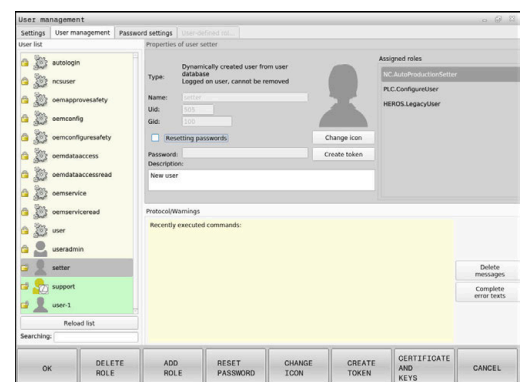 User management
Settings User management Password settings User-defined rol...
User list
autologin
ncsuser
oemapprovesafety
oemconfig
oemconfiguresafety
oemdataaccess
oemdataaccessread
oemservice
oemserviceread
user
useradmin
setter
support
user-1
Reload list
Searching:
Properties of user setter
Type: Dynamically created user from user database
Logged on user, cannot be removed
Name: setter
Uid: 505
Gid: 100
Resetting passwords
Change icon
Password:
Create token
Description:
New user
Assigned roles
NC.AutoProductionSetter
PLC.ConfigureUser
HEROS.LegacyUser
Protocol/Warnings
Recently executed commands:
Delete messages
Complete error texts
OK
DELETE ROLE
ADD ROLE
RESET PASSWORD
CHANGE ICON
CREATE TOKEN
CERTIFICATE AND KEYS
CANCEL